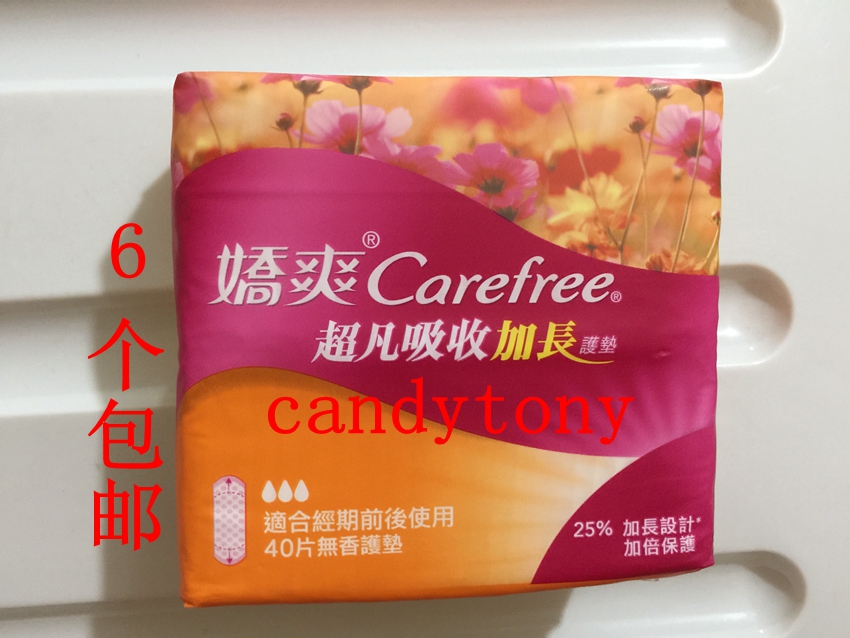 嬌爽®Carefree®
超凡吸收加長護墊
6
个
包
邮
candytony
適合經期前後使用
40片無香護墊
25% 加長設計*
加倍保護